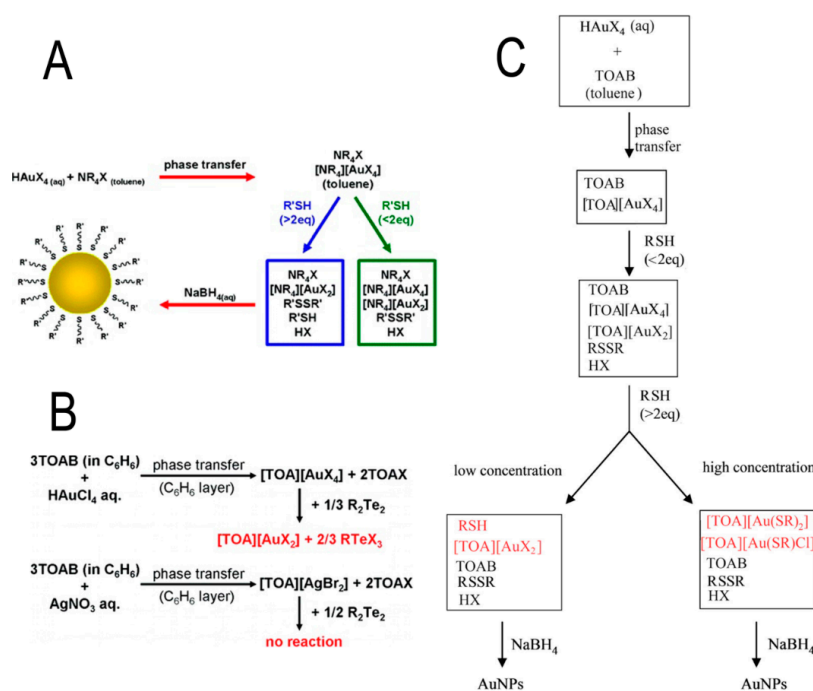 A
HAuX4 (aq) + NR4X (toluene)
phase transfer
NR4X
[NR4][AuX4]
(toluene)
R'SH
(>2eq)
R'SH
(<2eq)
NR4X
[NR4][AuX2]
R'SSR'
R'SH
HX
NR4X
[NR4][AuX4]
[NR4][AuX2]
R'SSR'
HX
NaBH4(aq)
R' R' R' R' R' R' R' R' R' R' R' R' R' R' R' R'
S S S S S S S S S S S S S S S S
B
3TOAB (in C6H6)
+
HAuCl4 aq.
phase transfer
(C6H6 layer)
[TOA][AuX4] + 2TOAX
+ 1/3 R2Te2
[TOA][AuX2] + 2/3 RTeX3
3TOAB (in C6H6)
+
AgNO3 aq.
phase transfer
(C6H6 layer)
[TOA][AgBr2] + 2TOAX
+ 1/2 R2Te2
no reaction
C
HAuX4 (aq)
+
TOAB
(toluene)
phase
transfer
TOAB
[TOA][AuX4]
RSH
(<2eq)
TOAB
[TOA][AuX4]
[TOA][AuX2]
RSSR
HX
RSH
(>2eq)
low concentration
high concentration
RSH
[TOA][AuX2]
TOAB
RSSR
HX
[TOA][Au(SR)2]
[TOA][Au(SR)Cl]
TOAB
RSSR
HX
NaBH4
NaBH4
AuNPs
AuNPs